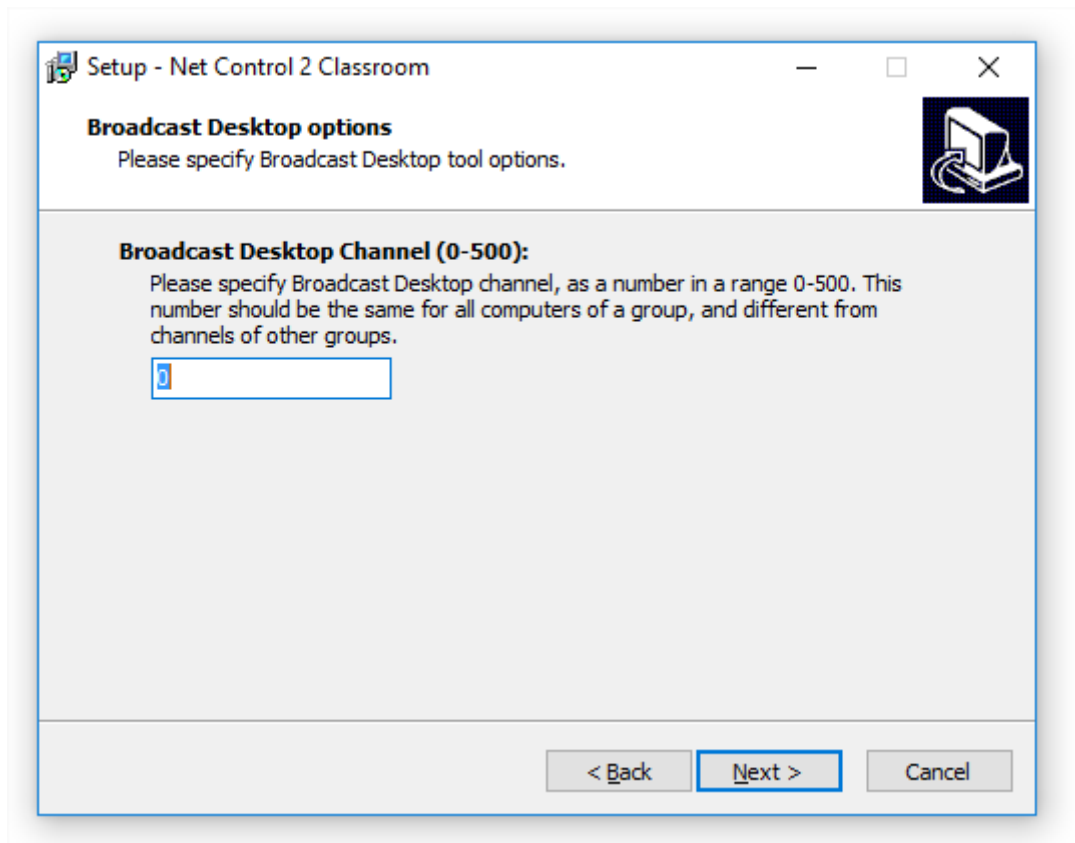 Setup - Net Control 2 Classroom
Broadcast Desktop options
Please specify Broadcast Desktop tool options.
Broadcast Desktop Channel (0-500):
Please specify Broadcast Desktop channel, as a number in a range 0-500. This
number should be the same for all computers of a group, and different from
channels of other groups.
0
< Back Next > Cancel